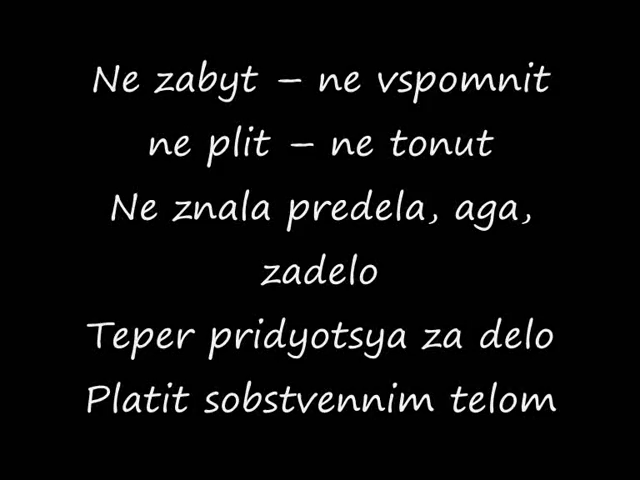 Ne zabyt – ne vspomnit
ne plit – ne tonut
Ne znala predela, aga,
zadelo
Teper pridyotsya za delo
Platit sobstvennim telom